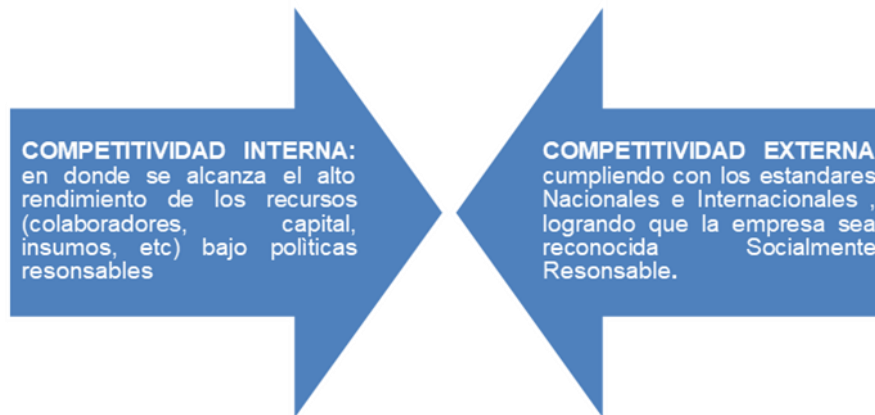 COMPETITIVIDAD INTERNA:
en donde se alcanza el alto
rendimiento de los recursos
(colaboradores, capital,
insumos, etc) bajo polìticas
resonsables
COMPETITIVIDAD EXTERNA
cumpliendo con los estandares
Nacionales e Internacionales ,
logrando que la empresa sea
reconocida Socialmente
Resonsable.